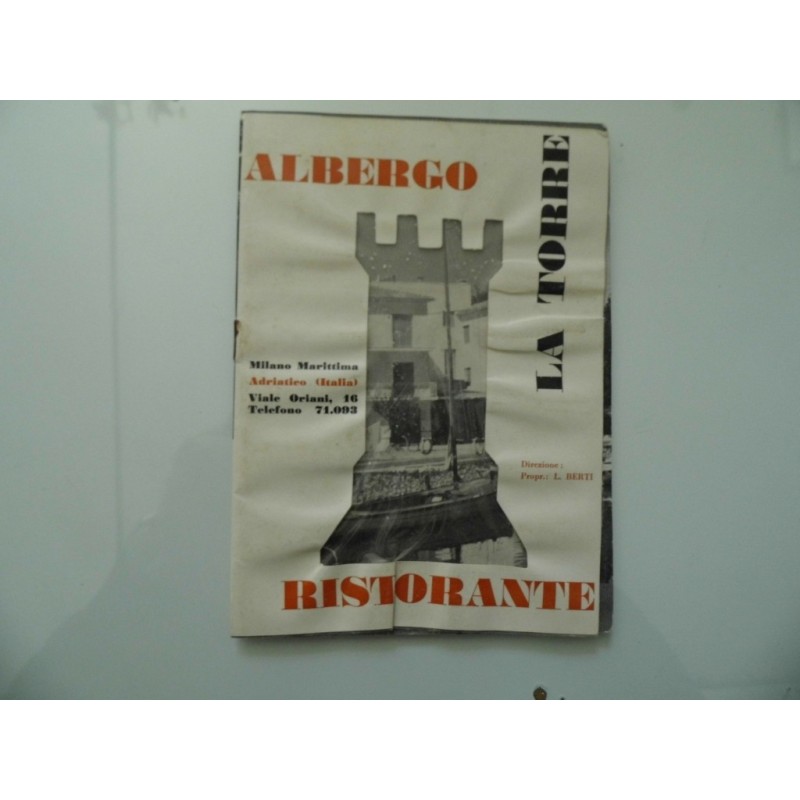 ALBERGO
LA TORRE
Milano Marittima
Adriatico (Italia)
Viale Oriani, 16
Telefono 71.093
Direzione:
Propr.: L. BERTI
RISTORANTE